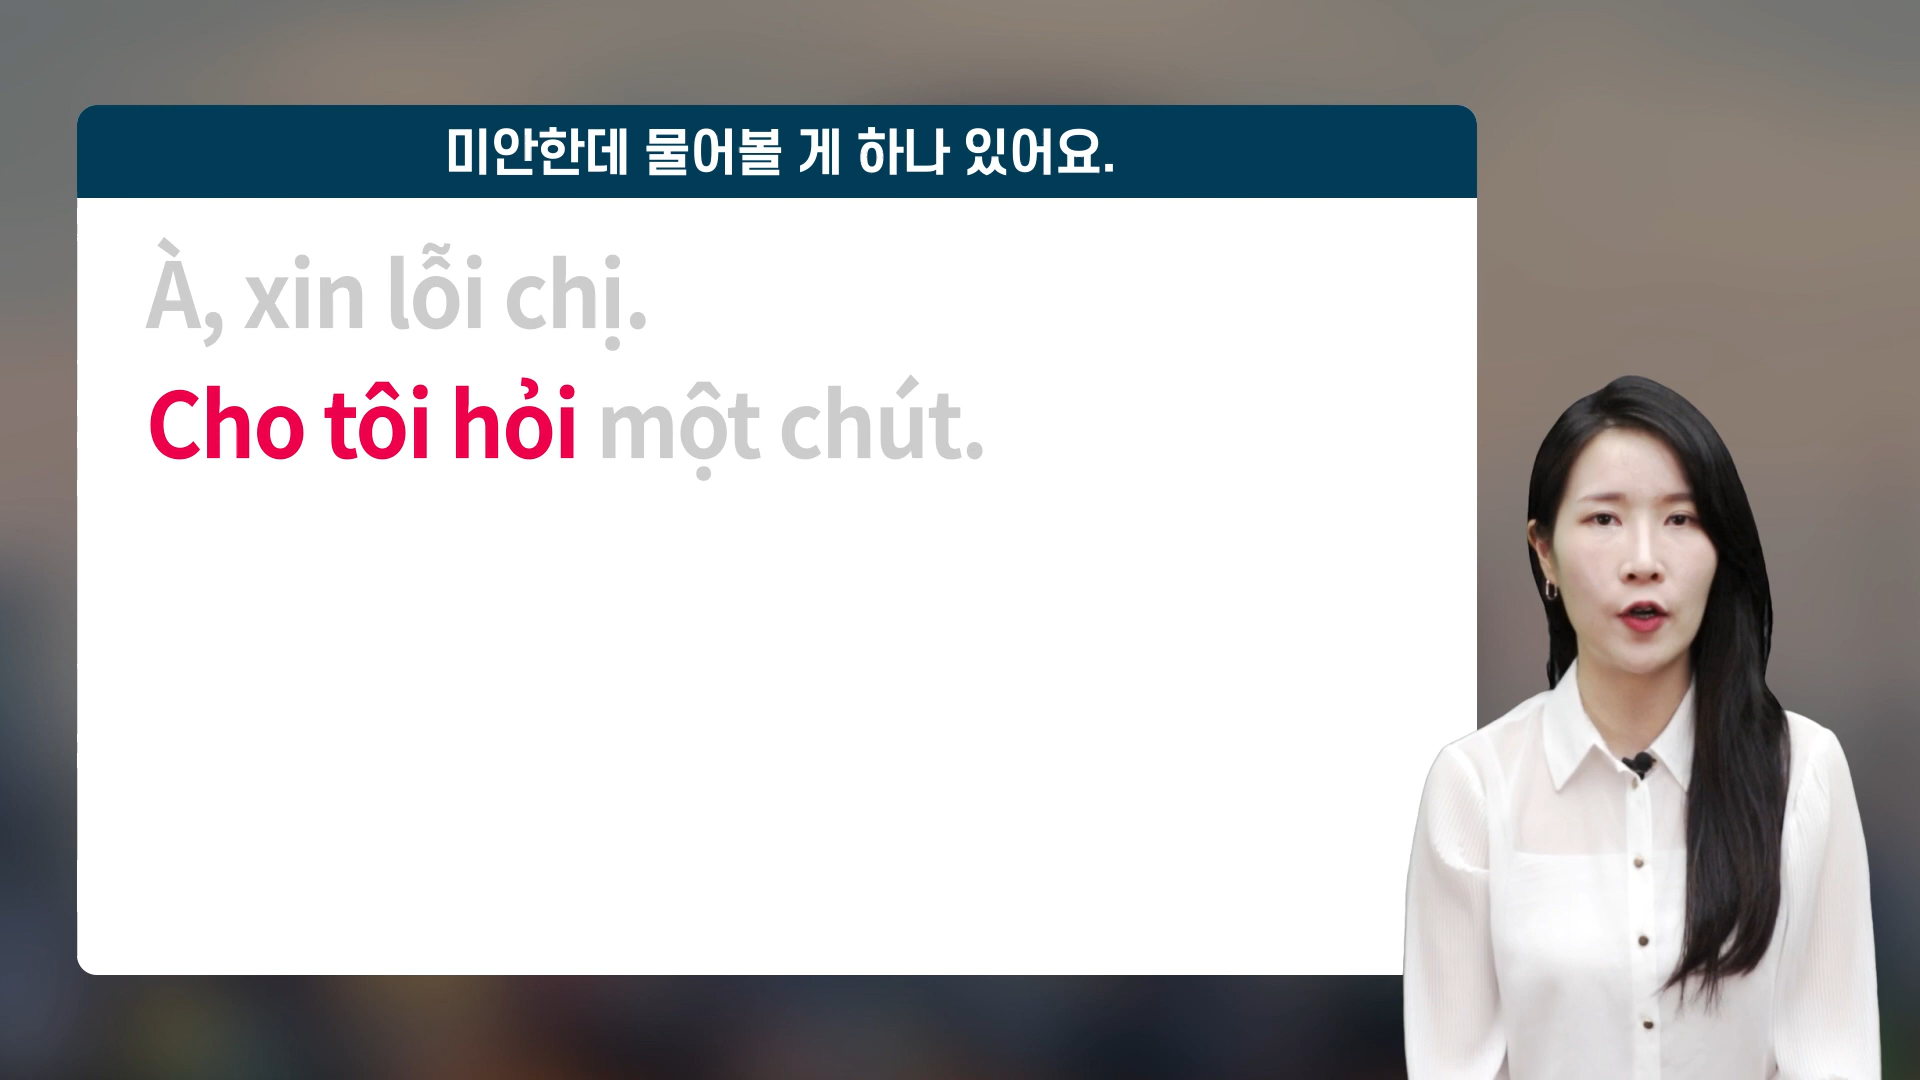 미안한데 물어볼 게 하나 있어요.
À, xin lỗi chị.
Cho tôi hỏi một chút.